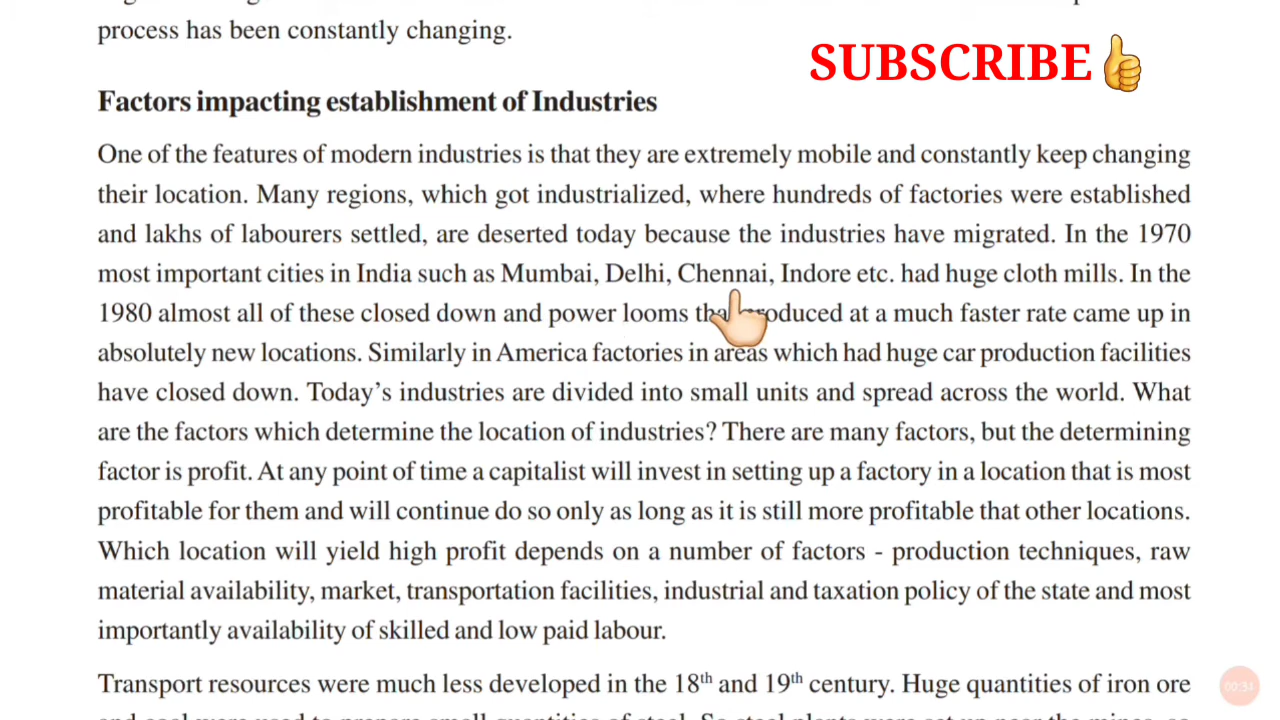 process has been constantly changing.
SUBSCRIBE
Factors impacting establishment of Industries
One of the features of modern industries is that they are extremely mobile and constantly keep changing
their location. Many regions, which got industrialized, where hundreds of factories were established
and lakhs of labourers settled, are deserted today because the industries have migrated. In the 1970
most important cities in India such as Mumbai, Delhi, Chennai, Indore etc. had huge cloth mills. In the
1980 almost all of these closed down and power looms that produced at a much faster rate came up in
absolutely new locations. Similarly in America factories in areas which had huge car production facilities
have closed down. Today's industries are divided into small units and spread across the world. What
are the factors which determine the location of industries? There are many factors, but the determining
factor is profit. At any point of time a capitalist will invest in setting up a factory in a location that is most
profitable for them and will continue do so only as long as it is still more profitable that other locations.
Which location will yield high profit depends on a number of factors - production techniques, raw
material availability, market, transportation facilities, industrial and taxation policy of the state and most
importantly availability of skilled and low paid labour.
Transport resources were much less developed in the 18th and 19th century. Huge quantities of iron ore
00:31